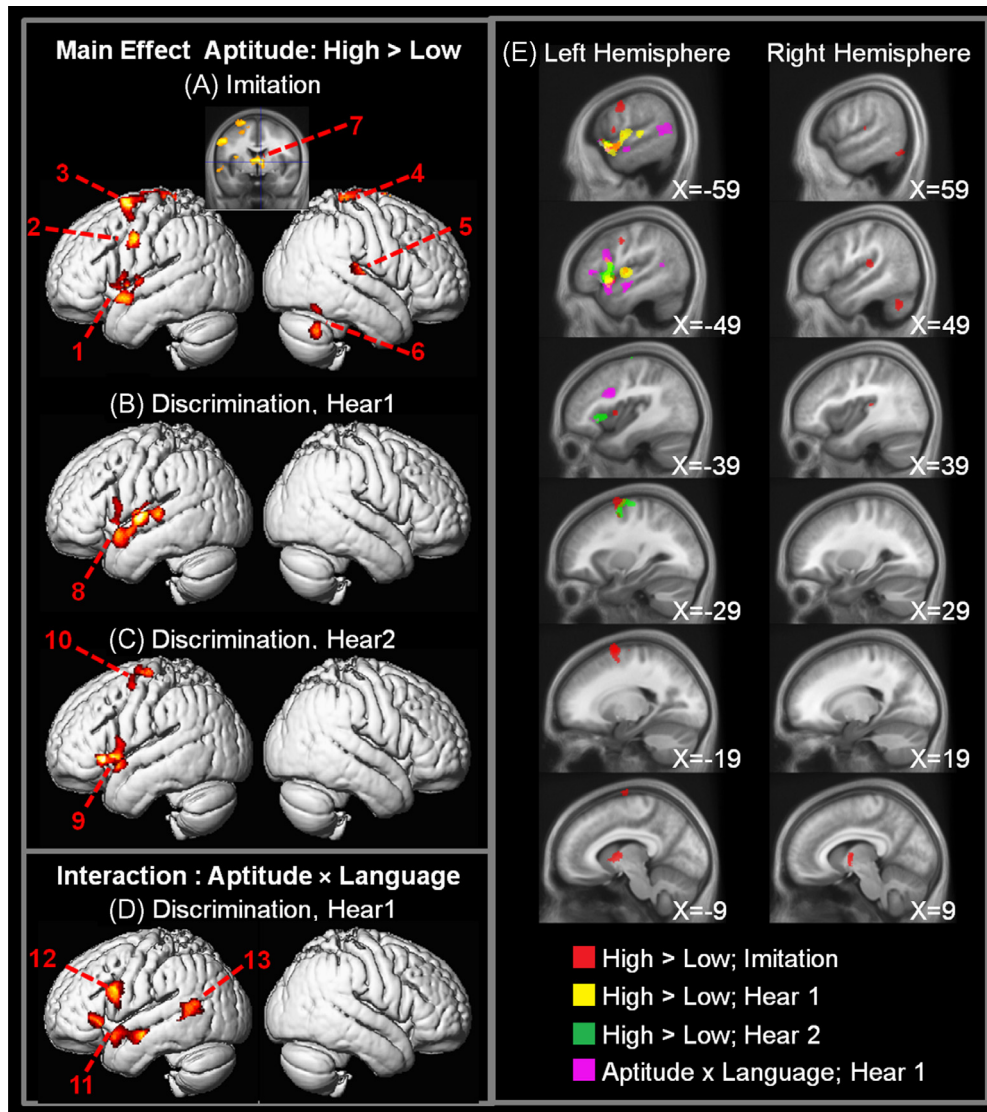 Main Effect Aptitude: High > Low
(A) Imitation
7
3
4
2
5
1
6
(B) Discrimination, Hear1
8
(C) Discrimination, Hear2
10
9
Interaction : Aptitude × Language
(D) Discrimination, Hear1
12
13
11
(E) Left Hemisphere Right Hemisphere
X=-59 X=59
X=-49 X=49
X=-39 X=39
X=-29 X=29
X=-19 X=19
X=-9 X=9
High > Low; Imitation
High > Low; Hear 1
High > Low; Hear 2
Aptitude x Language; Hear 1